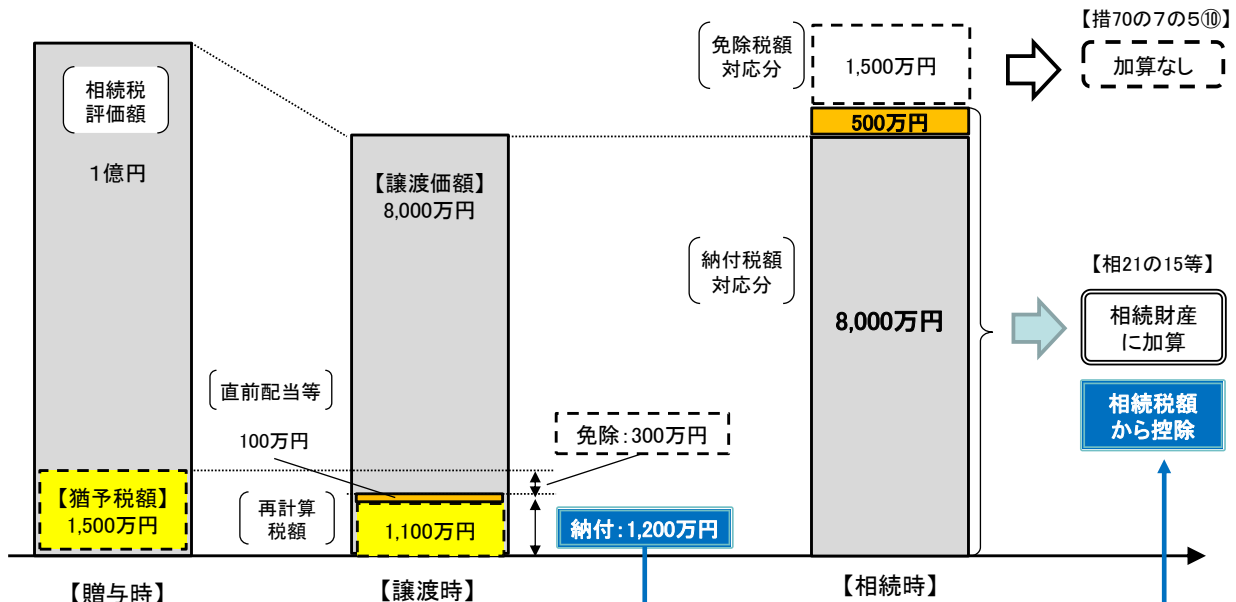 【措70の7の5⑩】
免除税額
対応分
1,500万円
加算なし
相続税
評価額
1億円
500万円
【譲渡価額】
8,000万円
納付税額
対応分
8,000万円
【相21の15等】
相続財産
に加算
相続税額
から控除
直前配当等
100万円
免除:300万円
【猶予税額】
1,500万円
再計算
税額
1,100万円
納付:1,200万円
【贈与時】
【譲渡時】
【相続時】